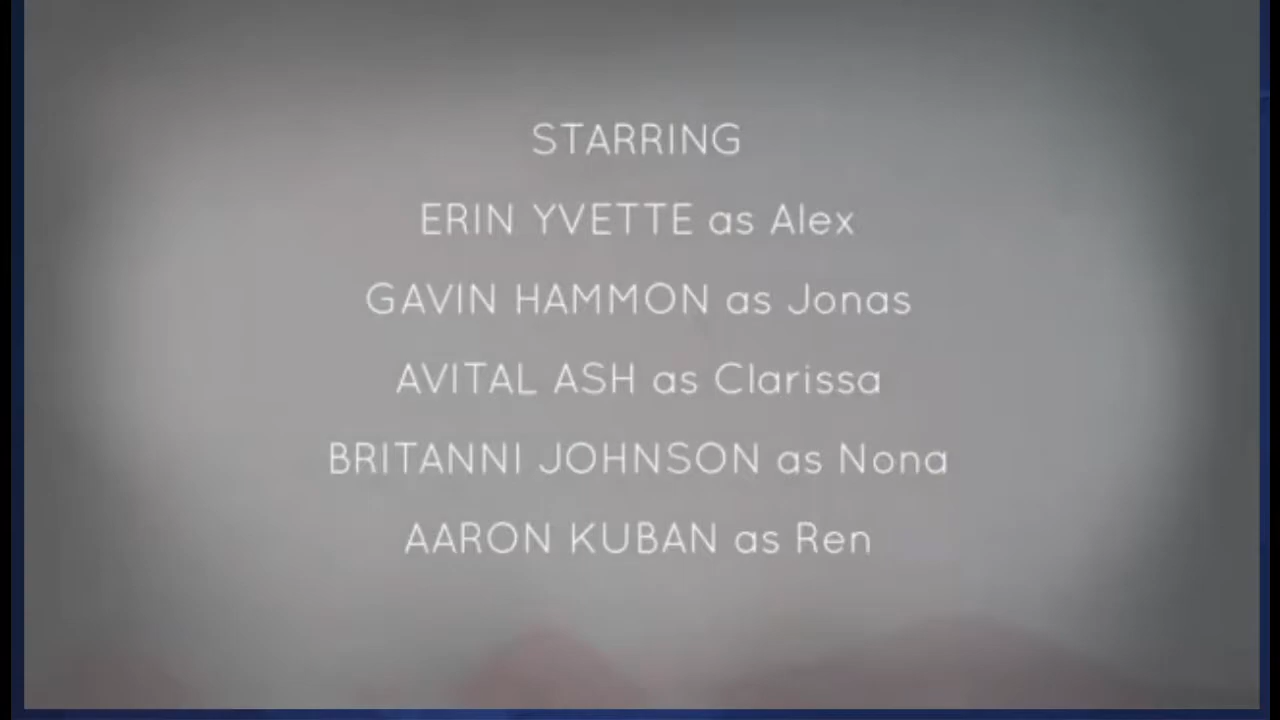 STARRING
ERIN YVETTE as Alex
GAVIN HAMMON as Jonas
AVITAL ASH as Clarissa
BRITANNI JOHNSON as Nona
AARON KUBAN as Ren